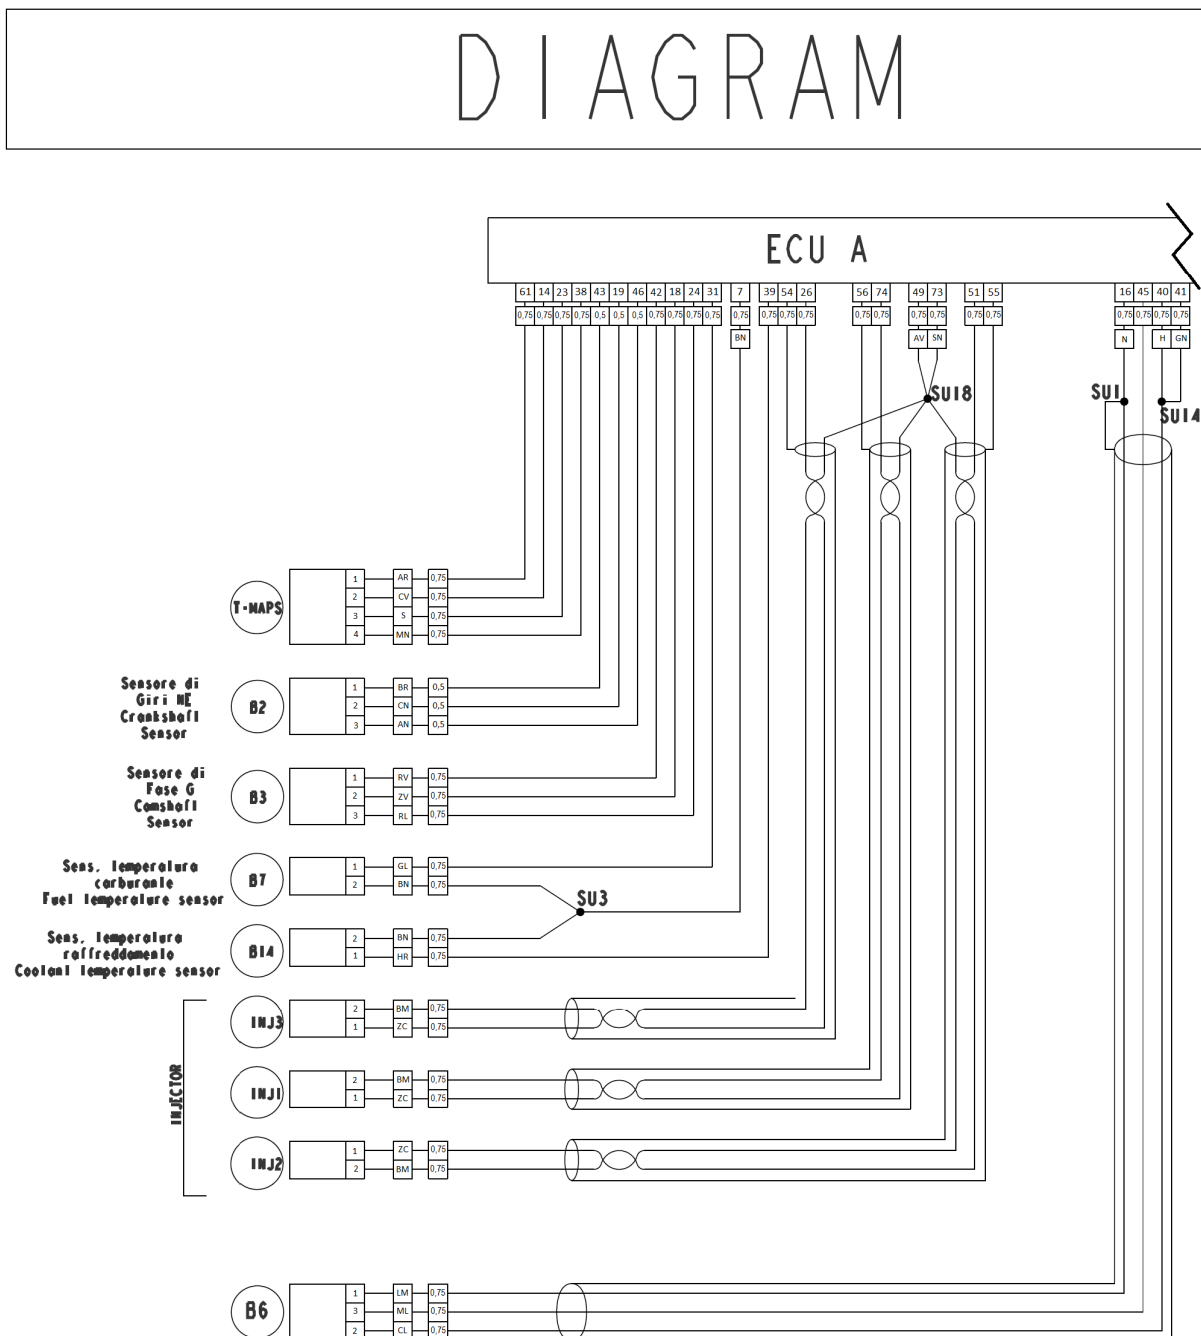 DIAGRAM
ECU A
61 14 23 38 43 19 46 42 18 24 31 7 39 54 26 56 74 49 73 51 55 16 45 40 41
0,75 0,75 0,75 0,75 0,5 0,5 0,5 0,75 0,75 0,75 0,75 0,75 0,75 0,75 0,75 0,75 0,75 0,75 0,75 0,75 0,75 0,75 0,75 0,75 0,75
BN AV SN N H GN
SU18
SU1
SU14
T-MAPS
1 AR 0,75
2 CV 0,75
3 S 0,75
4 MN 0,75
Sensore di
Giri NE
Crankshaft
Sensor
B2
1 BR 0,5
2 CN 0,5
3 AN 0,5
Sensore di
Fase G
Camshaft
Sensor
B3
1 RV 0,75
2 ZV 0,75
3 RL 0,75
Sens. temperatura
carburante
Fuel temperature sensor
B7
1 GL 0,75
2 BN 0,75
SU3
Sens. temperatura
raffreddamento
Coolant temperature sensor
B14
2 BN 0,75
1 HR 0,75
INJECTOR
INJ3
2 BM 0,75
1 ZC 0,75
INJ1
2 BM 0,75
1 ZC 0,75
INJ2
1 ZC 0,75
2 BM 0,75
B6
1 LM 0,75
3 ML 0,75
2 CL 0,75